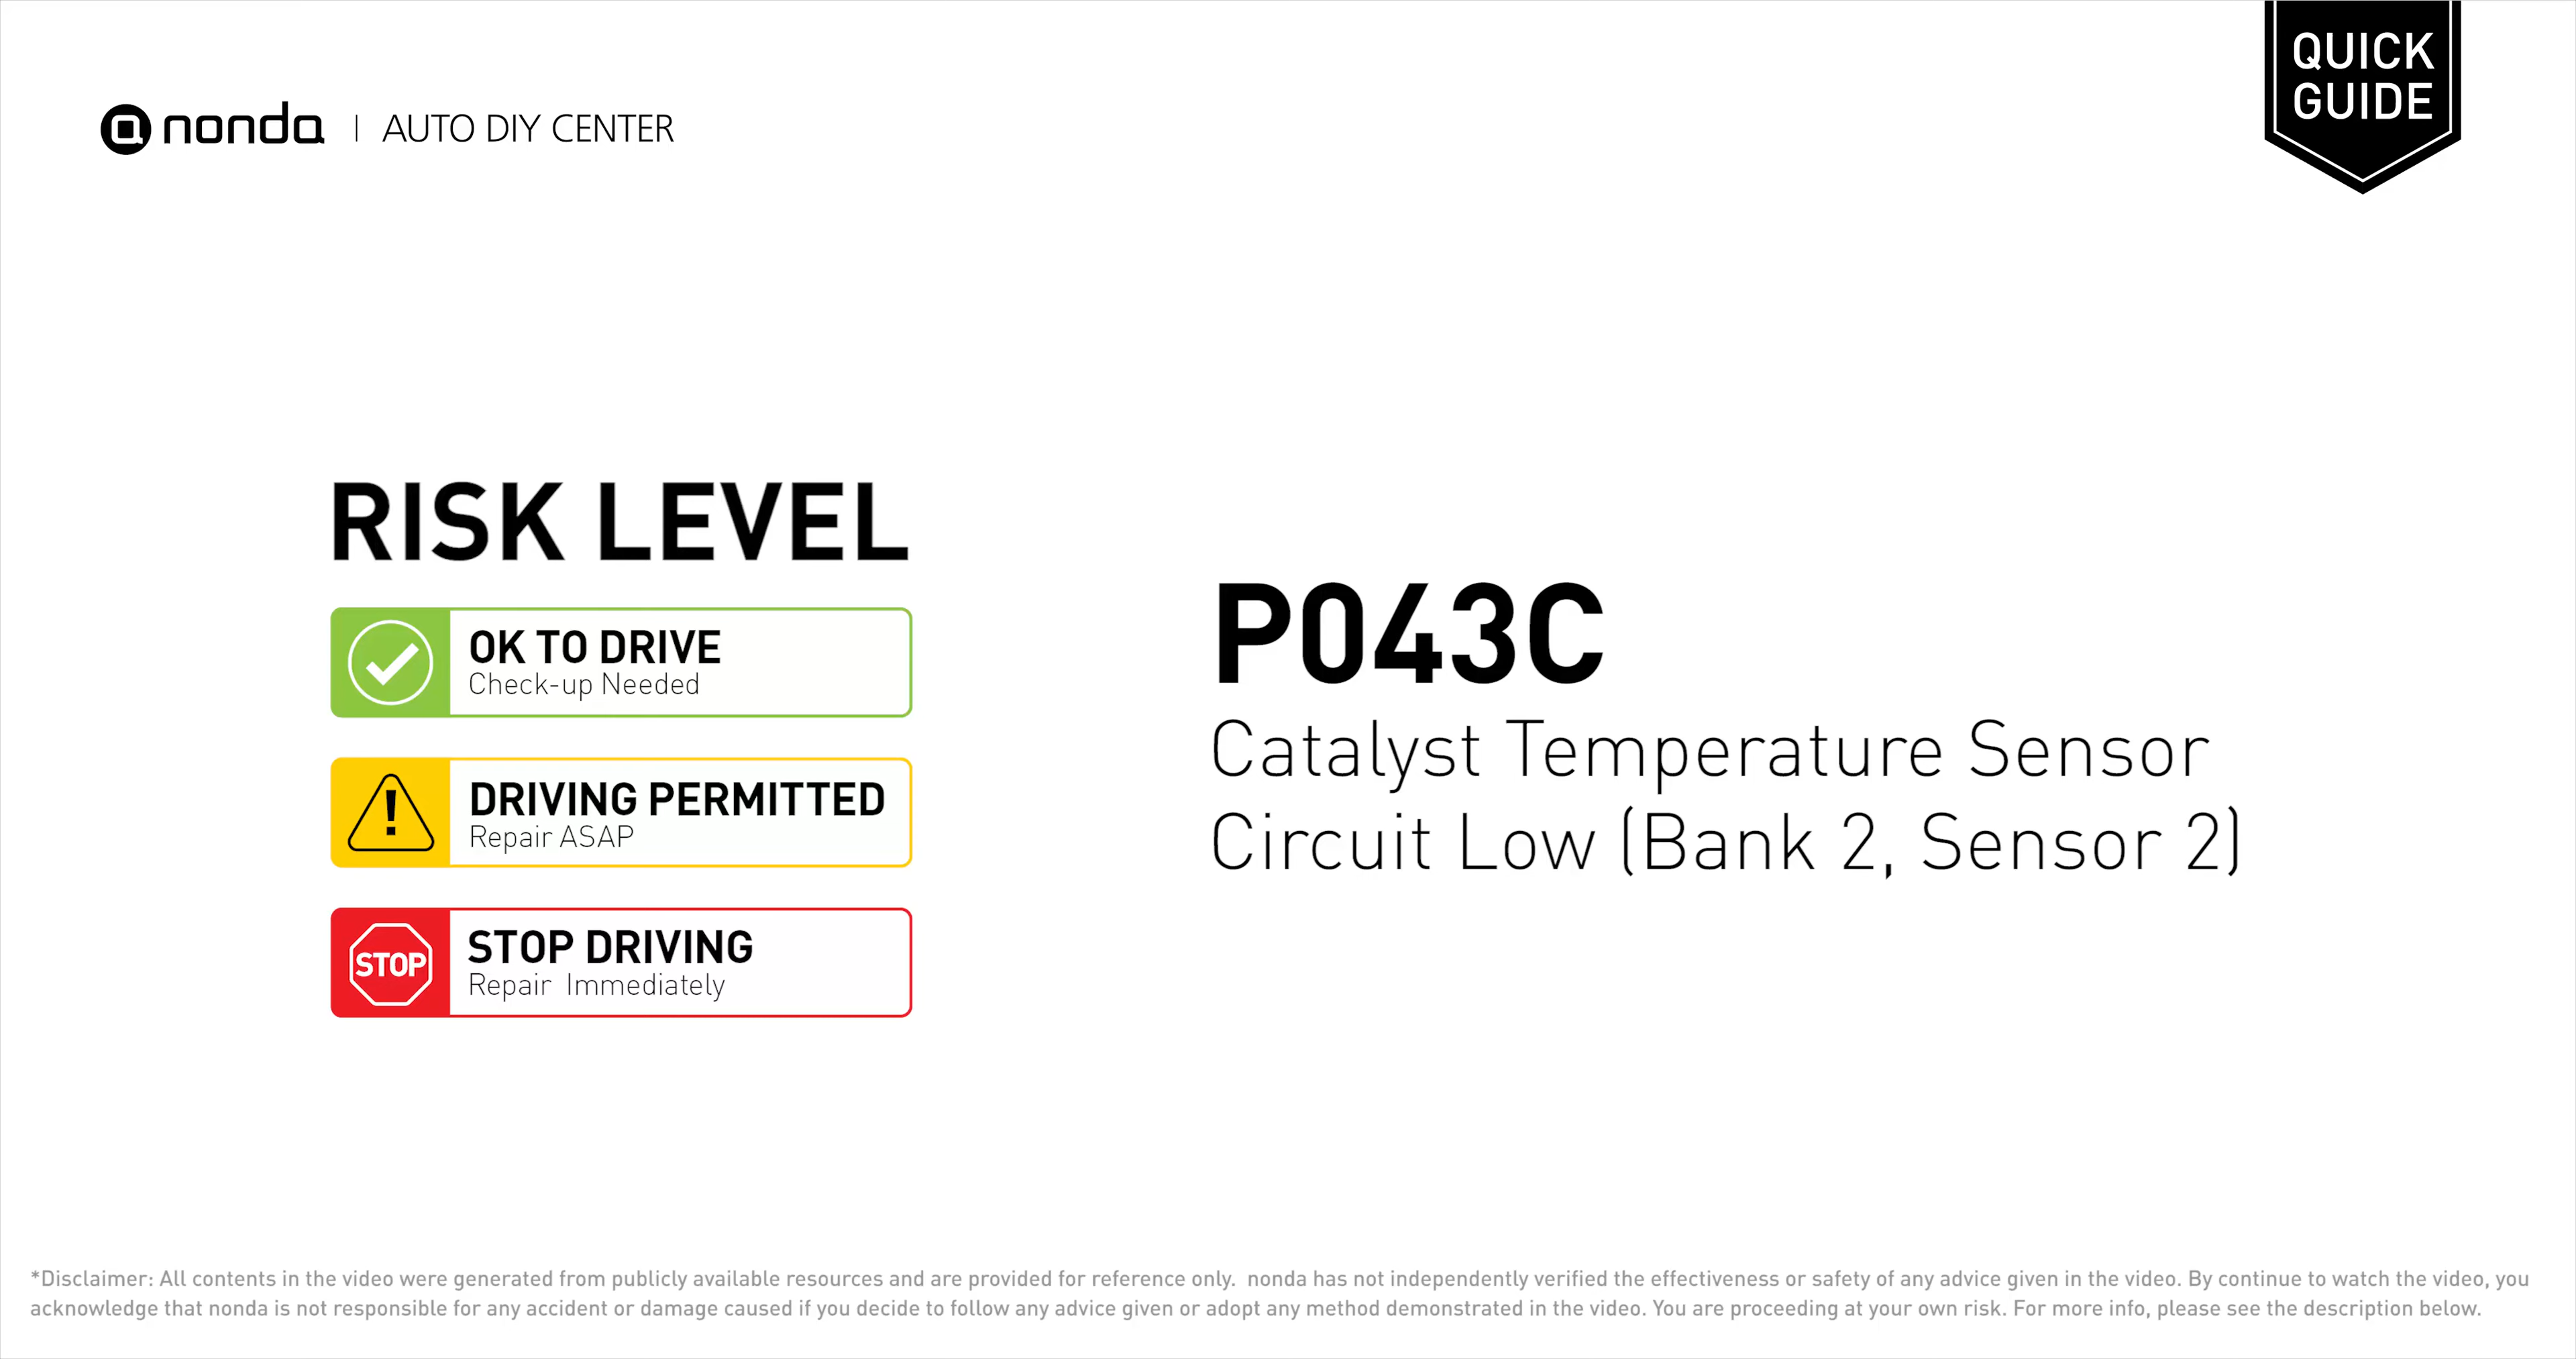 nonda | AUTO DIY CENTER
QUICK
GUIDE
RISK LEVEL
OK TO DRIVE
Check-up Needed
DRIVING PERMITTED
Repair ASAP
STOP
STOP DRIVING
Repair Immediately
P043C
Catalyst Temperature Sensor
Circuit Low (Bank 2, Sensor 2)
*Disclaimer: All contents in the video were generated from publicly available resources and are provided for reference only. nonda has not independently verified the effectiveness or safety of any advice given in the video. By continue to watch the video, you
acknowledge that nonda is not responsible for any accident or damage caused if you decide to follow any advice given or adopt any method demonstrated in the video. You are proceeding at your own risk. For more info, please see the description below.